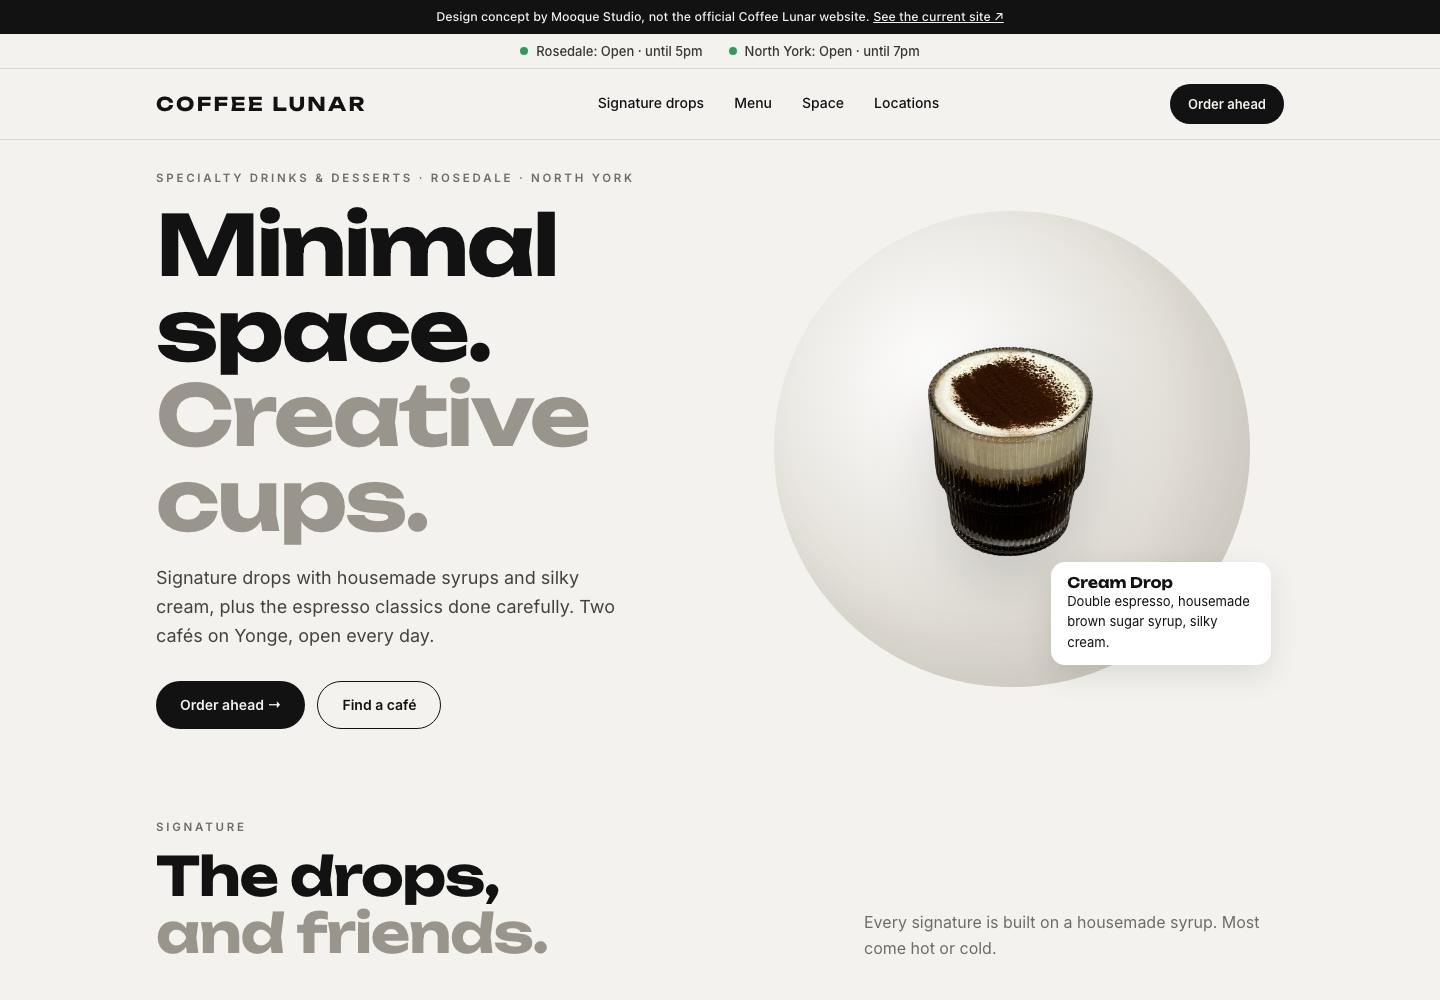 Design concept by Mooque Studio, not the official Coffee Lunar website. See the current site ↗
Rosedale: Open · until 5pm
North York: Open · until 7pm
COFFEE LUNAR
Signature drops
Menu
Space
Locations
Order ahead
SPECIALTY DRINKS & DESSERTS · ROSEDALE · NORTH YORK
Minimal
space.
Creative
cups.
Signature drops with housemade syrups and silky
cream, plus the espresso classics done carefully. Two
cafés on Yonge, open every day.
Order ahead →
Find a café
Cream Drop
Double espresso, housemade
brown sugar syrup, silky
cream.
SIGNATURE
The drops,
and friends.
Every signature is built on a housemade syrup. Most
come hot or cold.